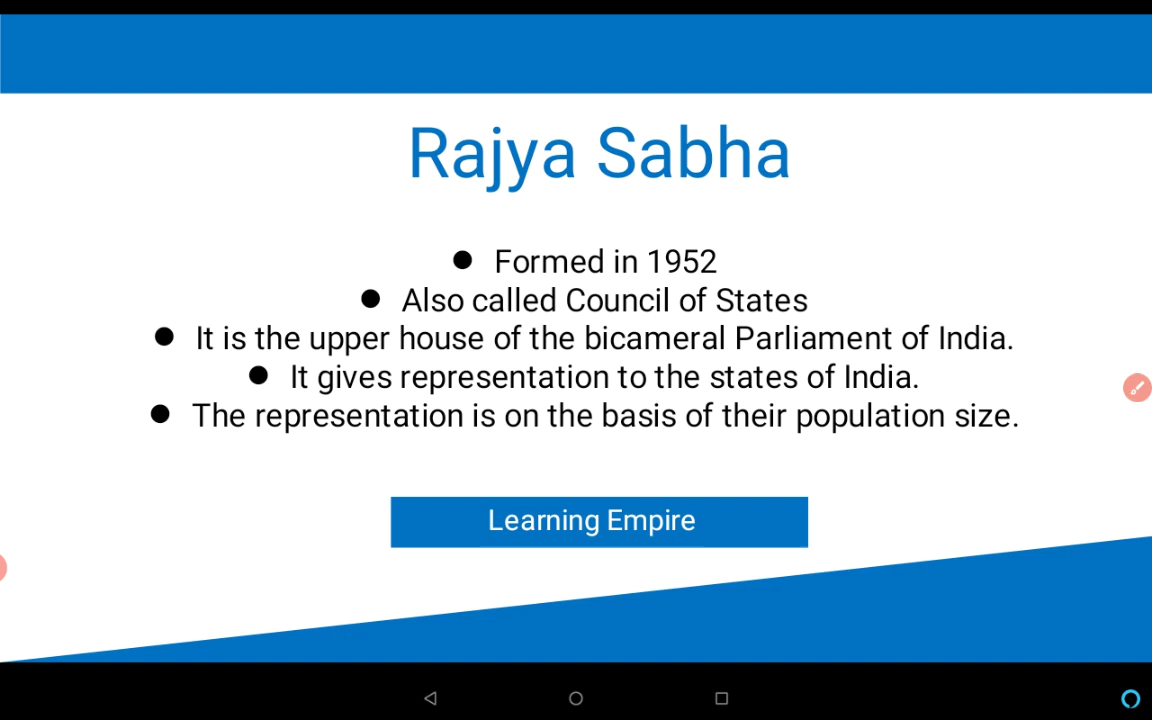 Rajya Sabha
● Formed in 1952
● Also called Council of States
● It is the upper house of the bicameral Parliament of India.
● It gives representation to the states of India.
● The representation is on the basis of their population size.
Learning Empire